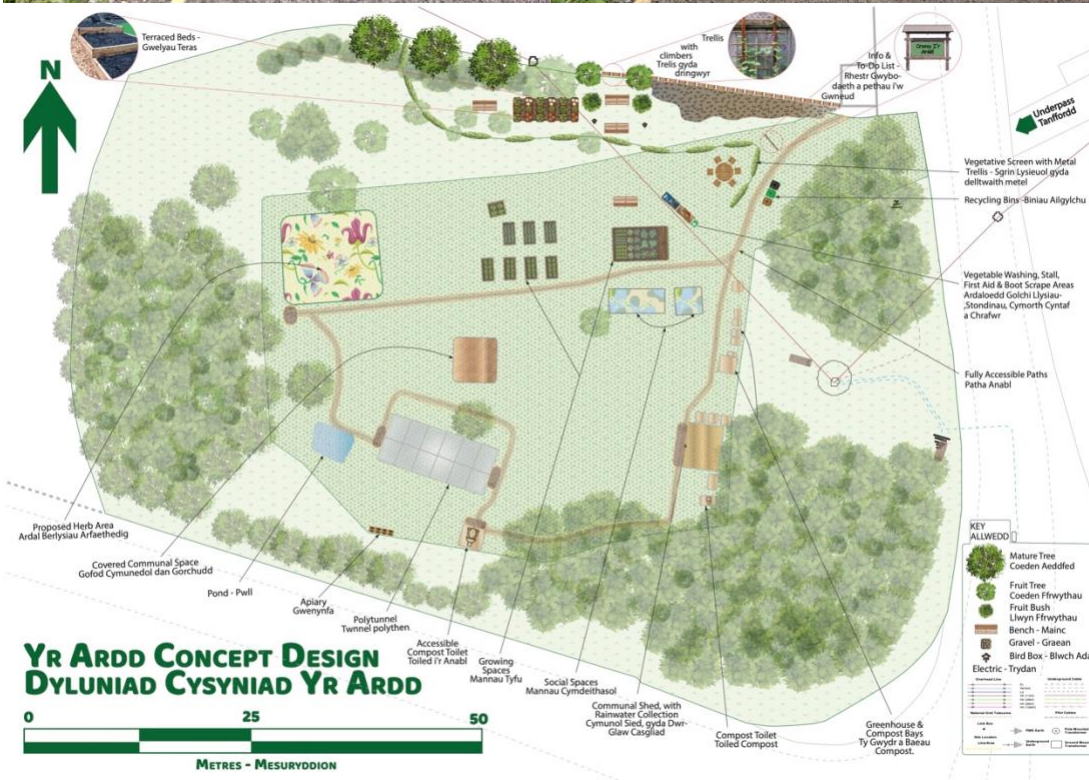 Terraced Beds -
Gwelyau Teras
Trellis
with
climbers
Trelis gyda
dringwyr
Info &
To-Do List -
Rhestr Gwybo-
daeth a pethau i'w
Gwneud
N
Underpass
Tanffordd
Vegetative Screen with Metal
Trellis - Sgrin Lysieuol gyda
delltwaith metel
Recycling Bins -Biniau Ailgylchu
Vegetable Washing, Stall,
First Aid & Boot Scrape Areas
Ardaloedd Golchi Llysiau-
,Stondinau, Cymorth Cyntaf
a Chrafwr
Fully Accessible Paths
Patha Anabl
Proposed Herb Area
Ardal Berlysiau Arfaethedig
Covered Communal Space
Gofod Cymunedol dan Gorchudd
Pond - Pwll
Apiary
Gwenynfa
Polytunnel
Twnnel polythen
Accessible
Compost Toilet
Toiled i'r Anabl
Growing
Spaces
Mannau Tyfu
Social Spaces
Mannau Cymdeithasol
Communal Shed, with
Rainwater Collection
Cymunol Sied, gyda Dwr-
Glaw Casgliad
Compost Toilet
Toiled Compost
Greenhouse &
Compost Bays
Ty Gwydr a Baeau
Compost.
Yr Ardd Concept Design
Dyluniad Cysyniad Yr Ardd
0 25 50
Metres - Mesuryddion
KEY
ALLWEDD
Mature Tree
Coeden Aeddfed
Fruit Tree
Coeden Ffrwythau
Fruit Bush
Llwyn Ffrwythau
Bench - Mainc
Gravel - Graean
Bird Box - Blwch Ada
Electric - Trydan